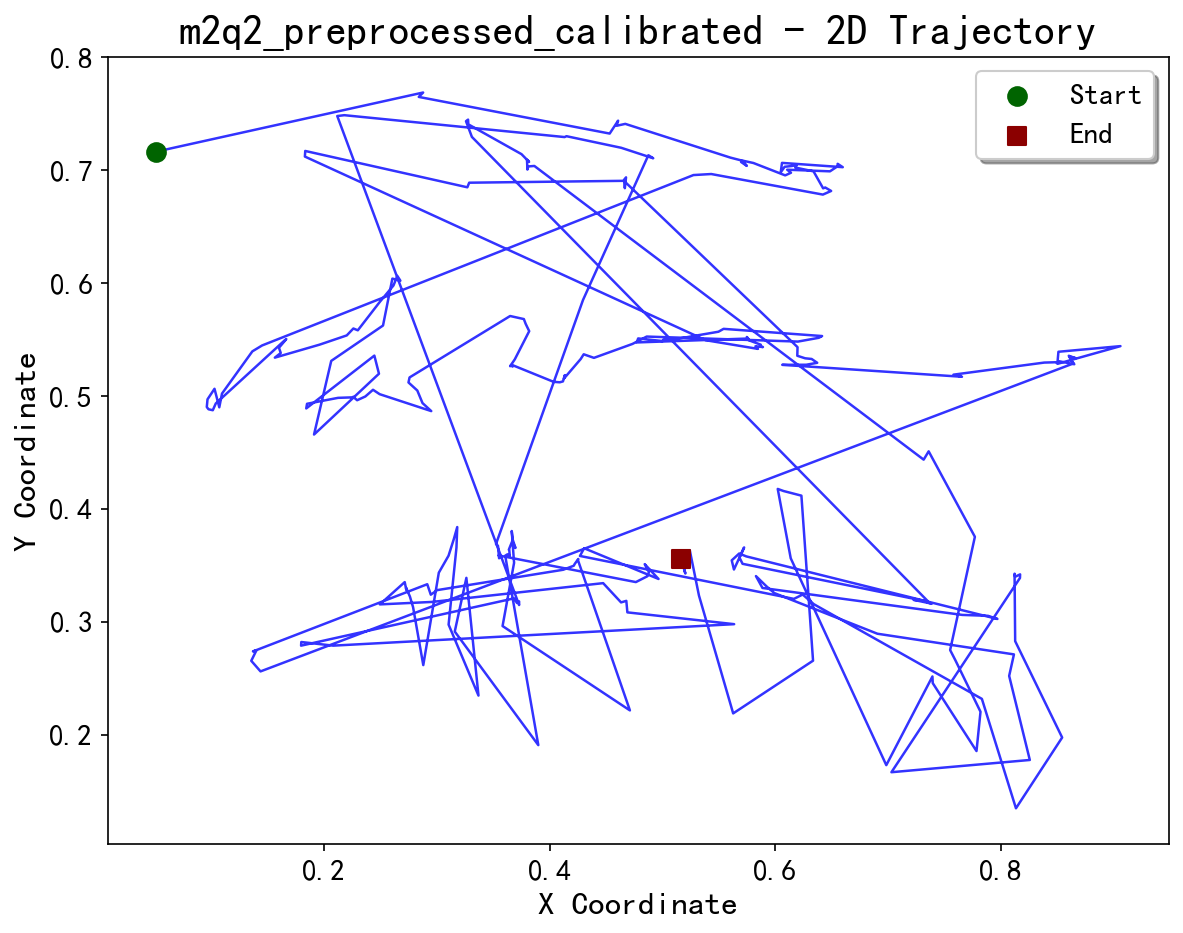 m2q2_preprocessed_calibrated - 2D Trajectory
Start
End
0.8
0.7
0.6
0.5
0.4
0.3
0.2
Y Coordinate
0.2 0.4 0.6 0.8
X Coordinate